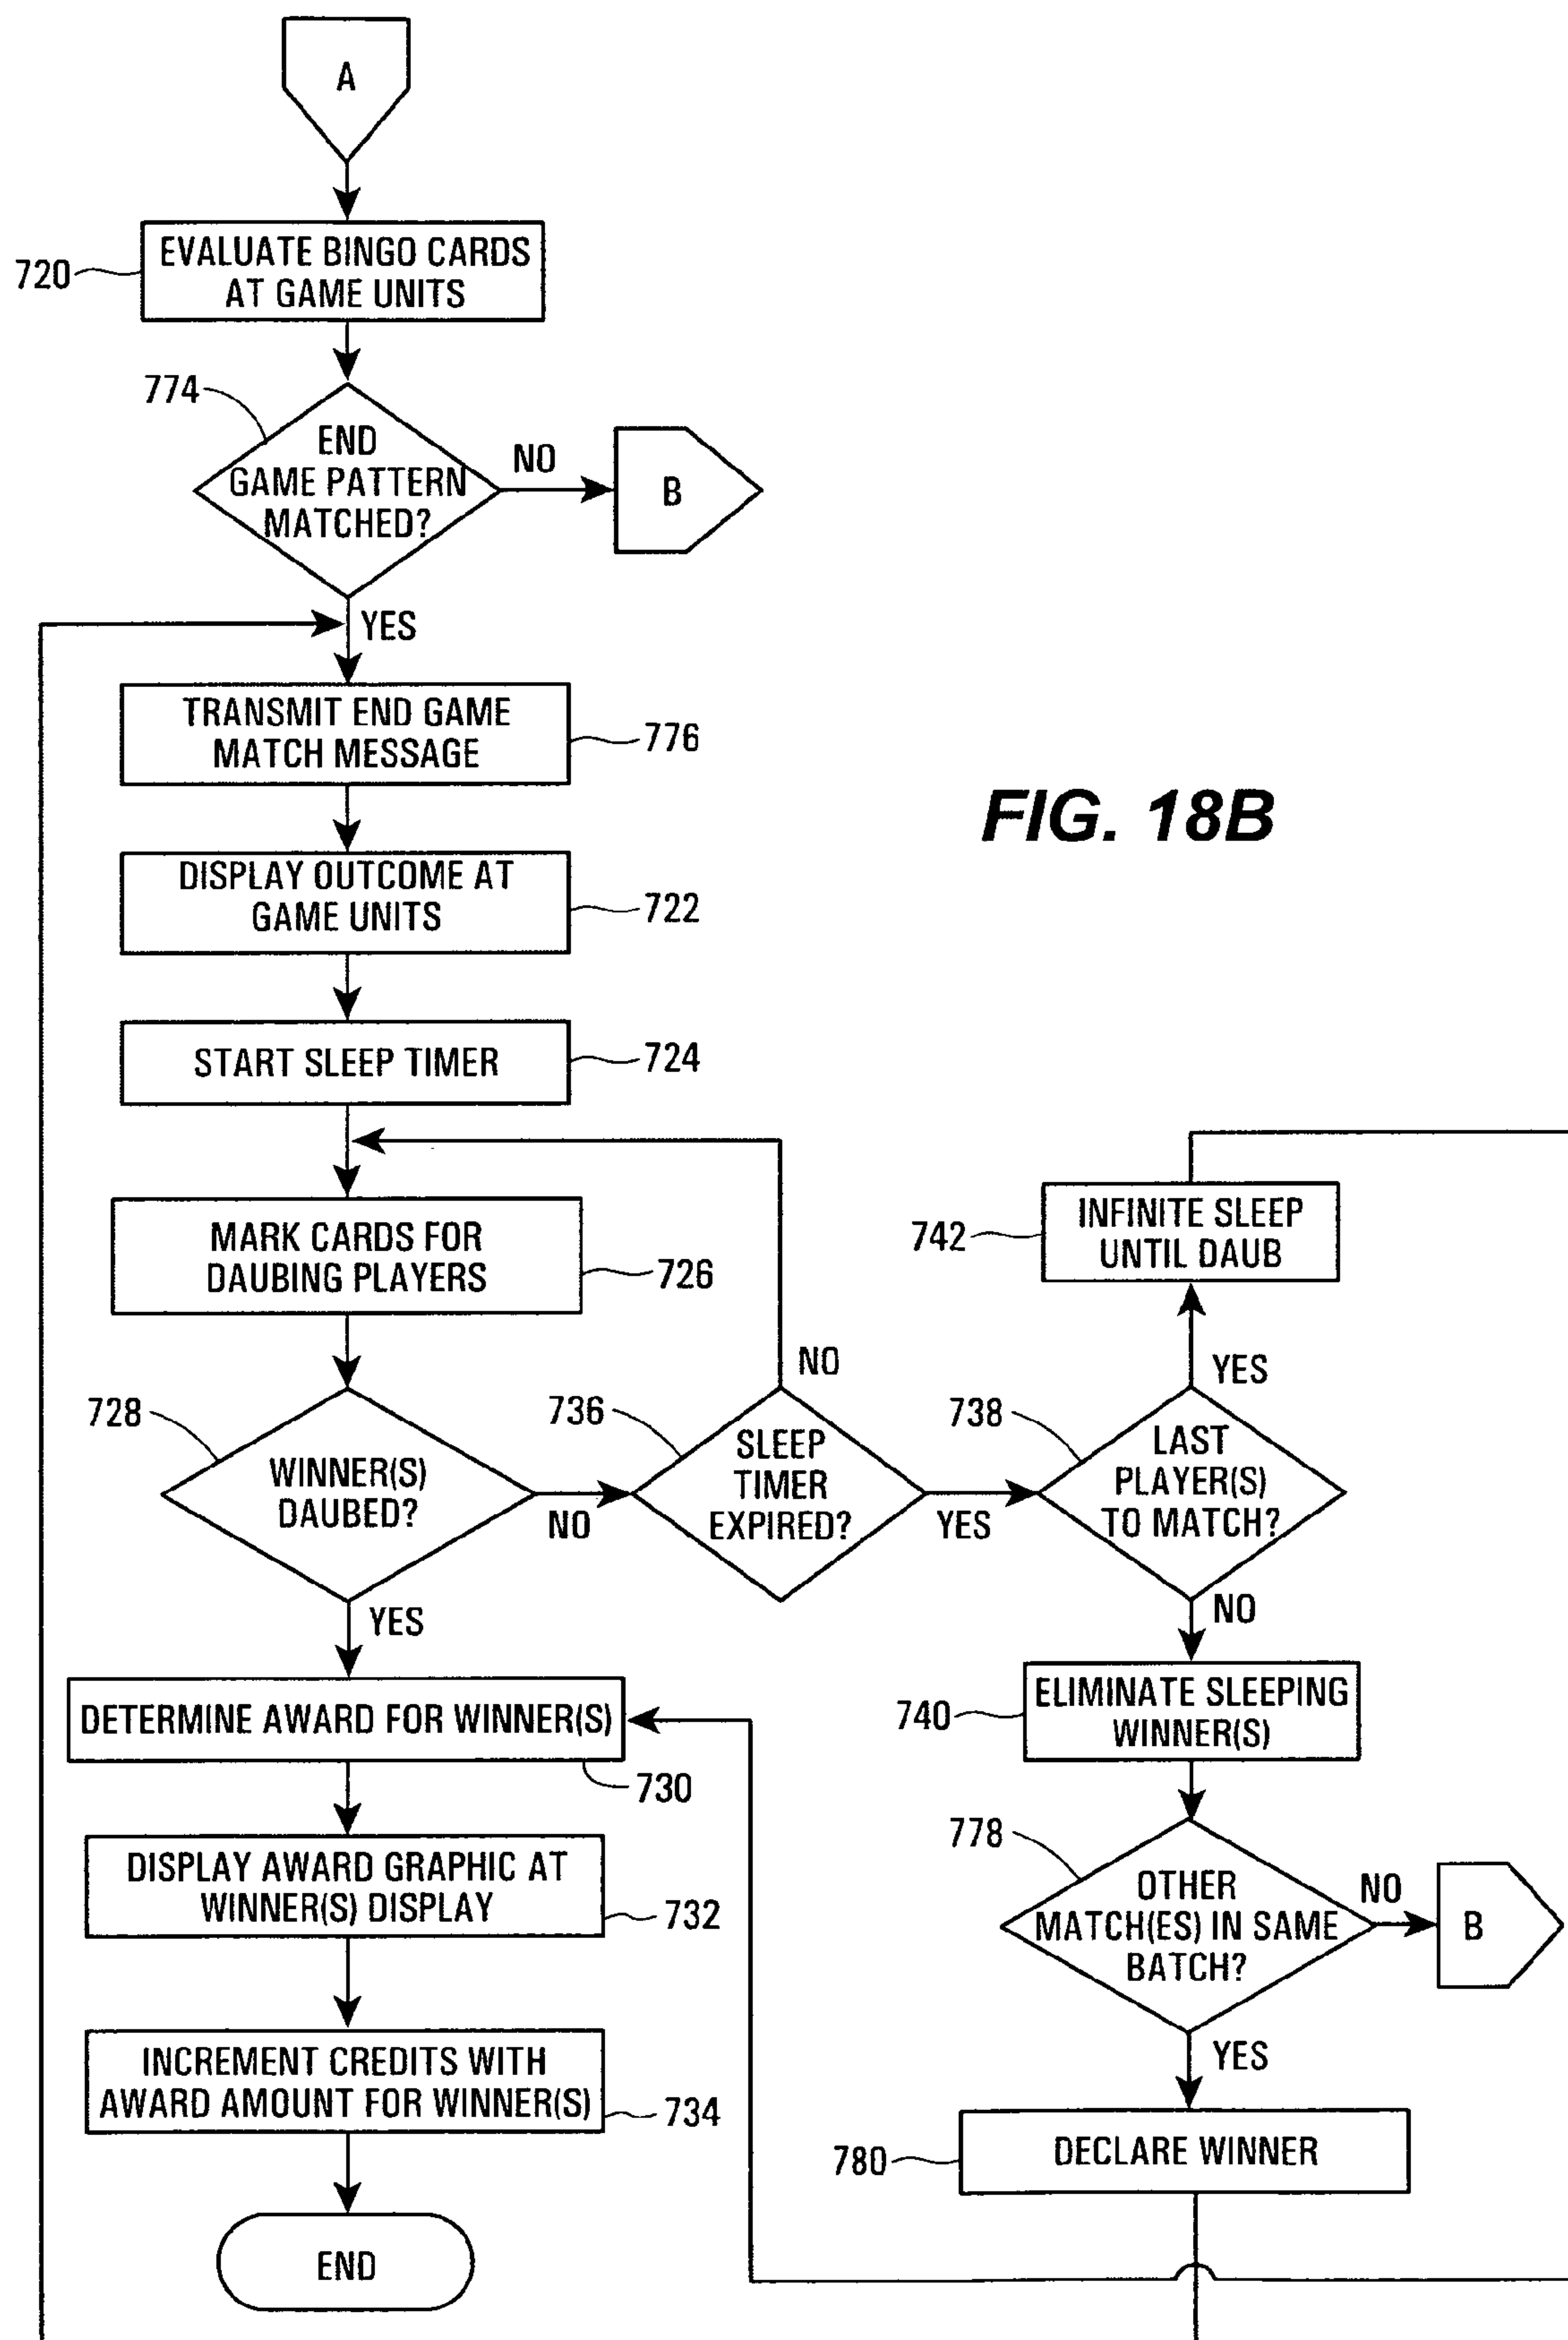 A
720
EVALUATE BINGO CARDS
AT GAME UNITS
774
END
GAME PATTERN
MATCHED?
NO
B
YES
TRANSMIT END GAME
MATCH MESSAGE
776
FIG. 18B
DISPLAY OUTCOME AT
GAME UNITS
722
START SLEEP TIMER
724
MARK CARDS FOR
DAUBING PLAYERS
726
742
INFINITE SLEEP
UNTIL DAUB
728
WINNER(S)
DAUBED?
NO
YES
736
SLEEP
TIMER
EXPIRED?
NO
YES
738
LAST
PLAYER(S)
TO MATCH?
YES
NO
DETERMINE AWARD FOR WINNER(S)
730
740
ELIMINATE SLEEPING
WINNER(S)
DISPLAY AWARD GRAPHIC AT
WINNER(S) DISPLAY
732
778
OTHER
MATCH(ES) IN SAME
BATCH?
NO
B
YES
INCREMENT CREDITS WITH
AWARD AMOUNT FOR WINNER(S)
734
780
DECLARE WINNER
END